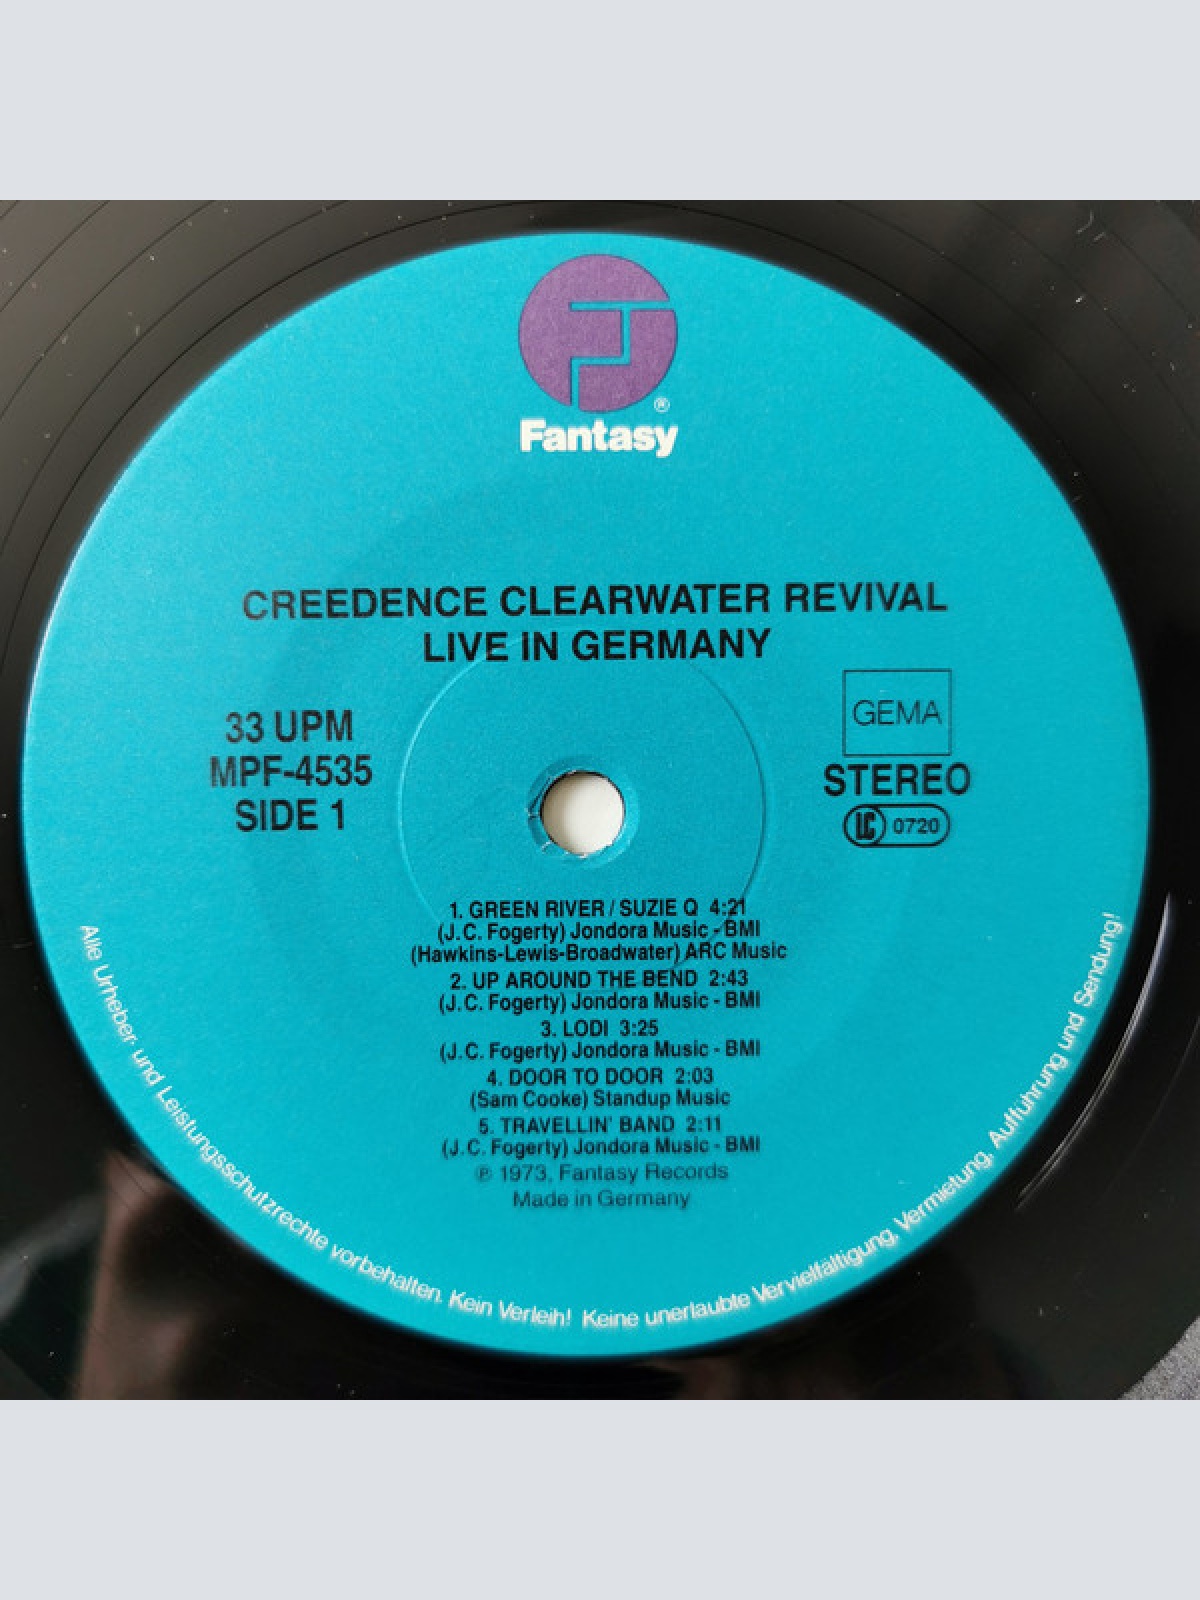 ®
Fantasy
CREEDENCE CLEARWATER REVIVAL
LIVE IN GERMANY
33 UPM
MPF-4535
SIDE 1
GEMA
STEREO
LC 0720
1. GREEN RIVER / SUZIE Q 4:21
(J.C. Fogerty) Jondora Music - BMI
(Hawkins-Lewis-Broadwater) ARC Music
2. UP AROUND THE BEND 2:43
(J.C. Fogerty) Jondora Music - BMI
3. LODI 3:25
(J.C. Fogerty) Jondora Music - BMI
4. DOOR TO DOOR 2:03
(Sam Cooke) Standup Music
5. TRAVELLIN' BAND 2:11
(J.C. Fogerty) Jondora Music - BMI
℗ 1973, Fantasy Records
Made in Germany
Alle Urheber- und Leistungsschutzrechte vorbehalten. Kein Verleih! Keine unerlaubte Vervielfältigung, Vermietung, Aufführung und Sendung!